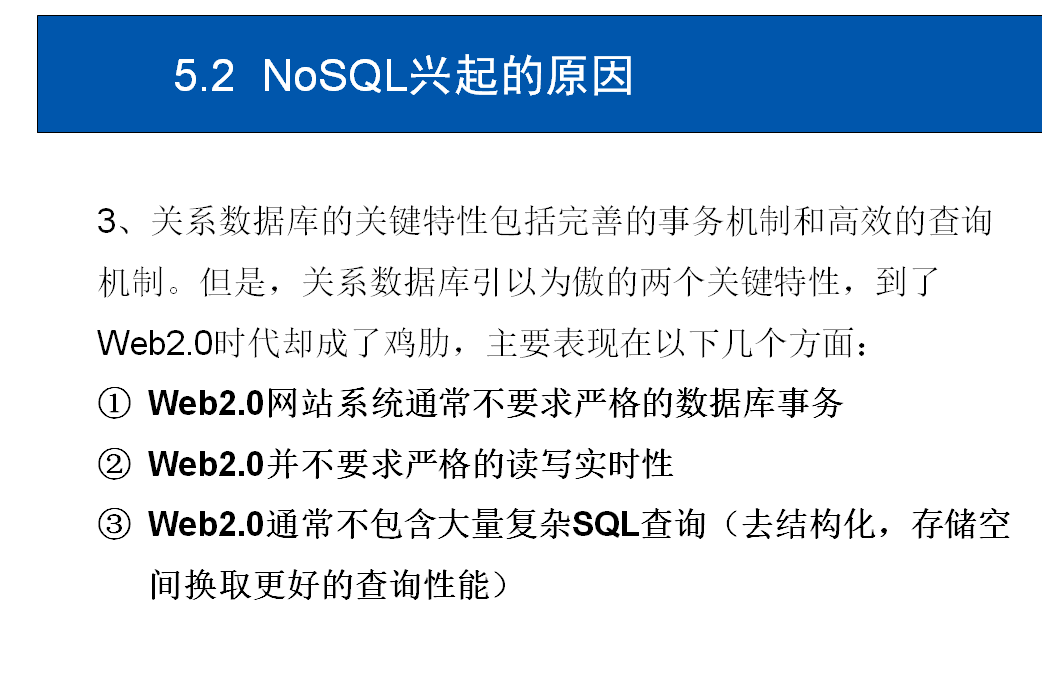 5.2 NoSQL兴起的原因
3、关系数据库的关键特性包括完善的事务机制和高效的查询
机制。但是，关系数据库引以为傲的两个关键特性，到了
Web2.0时代却成了鸡肋，主要表现在以下几个方面：
① Web2.0网站系统通常不要求严格的数据库事务
② Web2.0并不要求严格的读写实时性
③ Web2.0通常不包含大量复杂SQL查询（去结构化，存储空
间换取更好的查询性能）